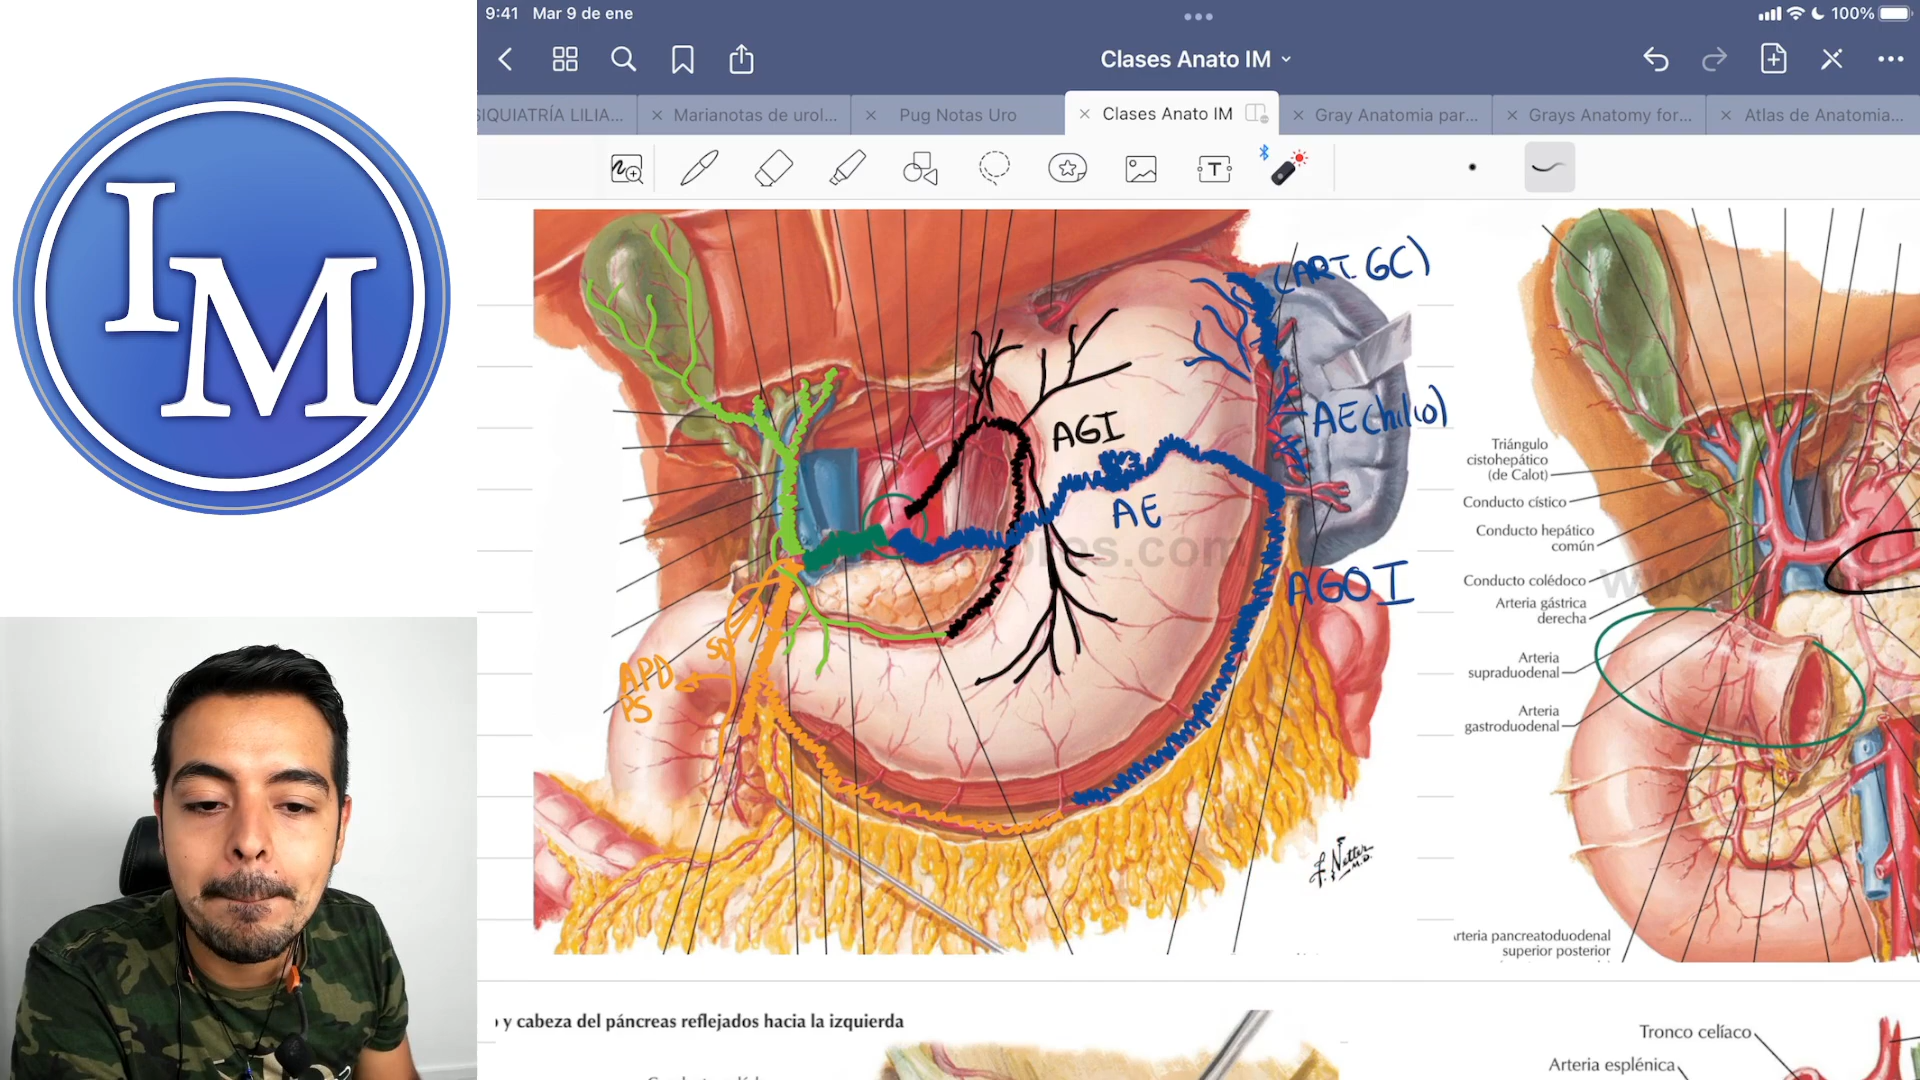 9:41 Mar 9 de ene
100%
Clases Anato IM
SIQUIATRÍA LILIA...
Marianotas de urol...
Pug Notas Uro
Clases Anato IM
Gray Anatomia par...
Grays Anatomy for...
Atlas de Anatomia...
T
IM
(ART. GC)
AGI
AE(hilio)
AE
AGOI
SD
APD
PS
F. Netter
M.D.
Triángulo
cistohepático
(de Calot)
Conducto cístico
Conducto hepático
común
Conducto colédoco
Arteria gástrica
derecha
Arteria
supraduodenal
Arteria
gastroduodenal
rteria pancreatoduodenal
superior posterior
y cabeza del páncreas reflejados hacia la izquierda
Tronco celíaco
Arteria esplénica